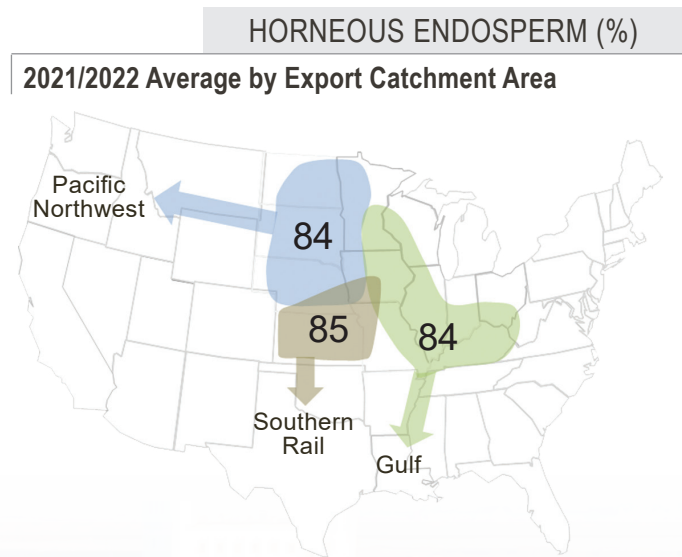 HORNEOUS ENDOSPERM (%)
2021/2022 Average by Export Catchment Area
Pacific
Northwest
84
85
84
Southern
Rail
Gulf